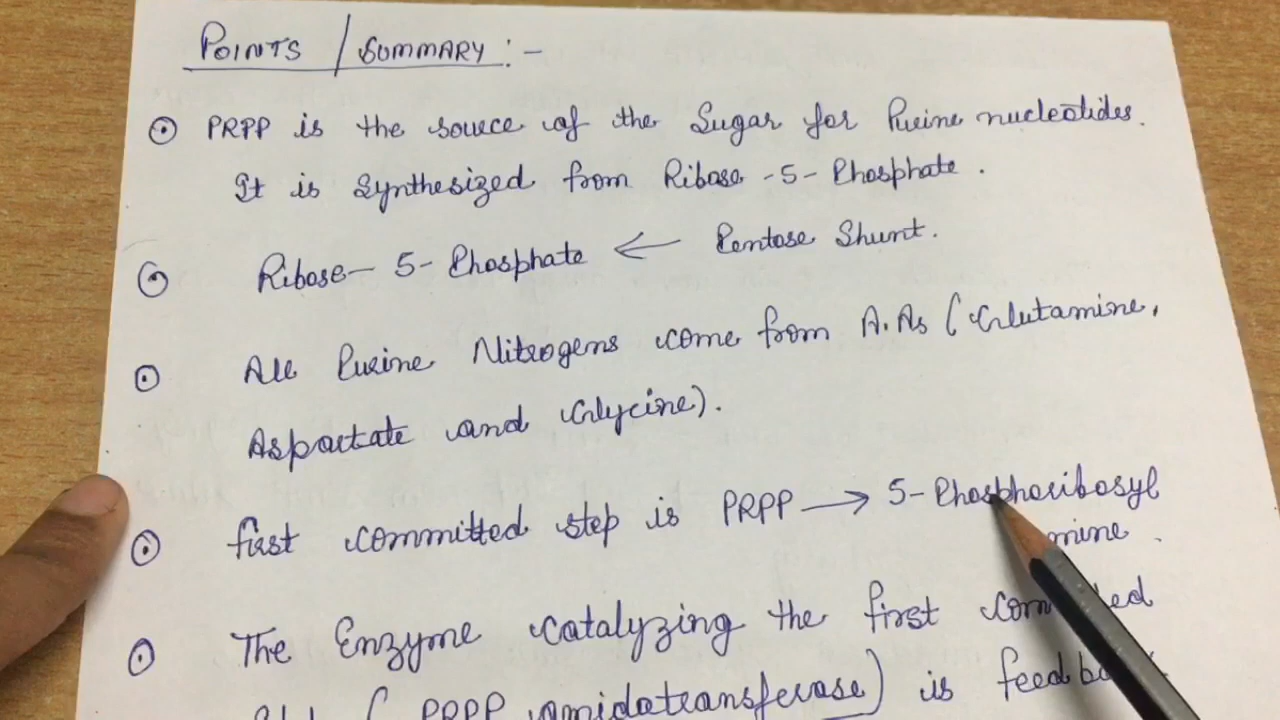 POINTS / SUMMARY :-
PRPP is the source of the Sugar for Purine nucleotides.
It is Synthesized from Ribose -5- Phosphate.
Ribose- 5- Phosphate ← Pentose Shunt.
All Purine Nitrogens come from A.As (Glutamine,
Aspartate and Glycine).
first committed step is PRPP → 5-Phosphoribosyl
mine.
The Enzyme catalyzing the first
( PRPP amidotransferase) is